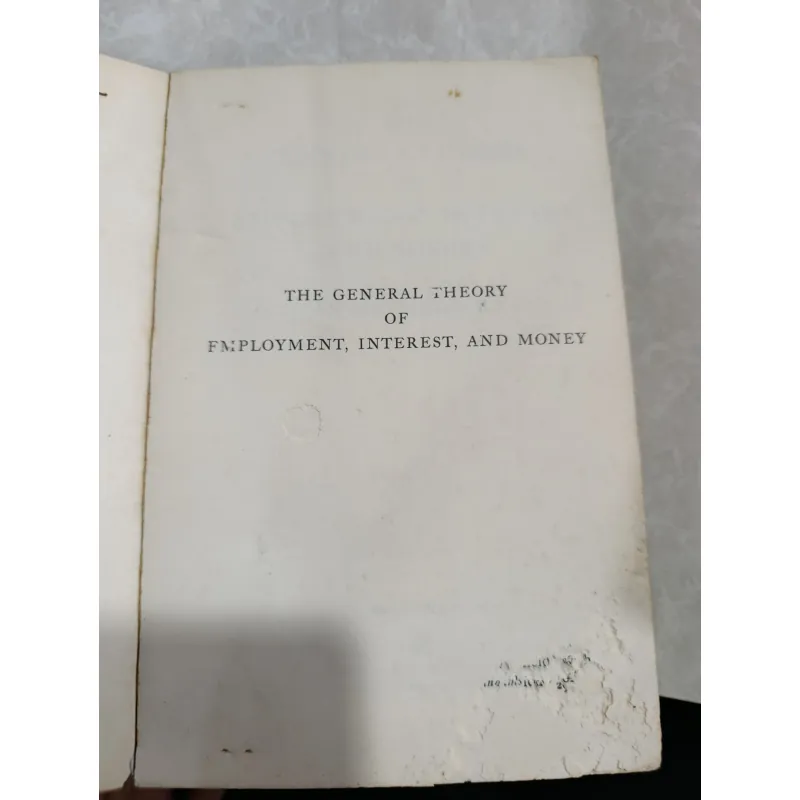 THE GENERAL THEORY
OF
EMPLOYMENT, INTEREST, AND MONEY